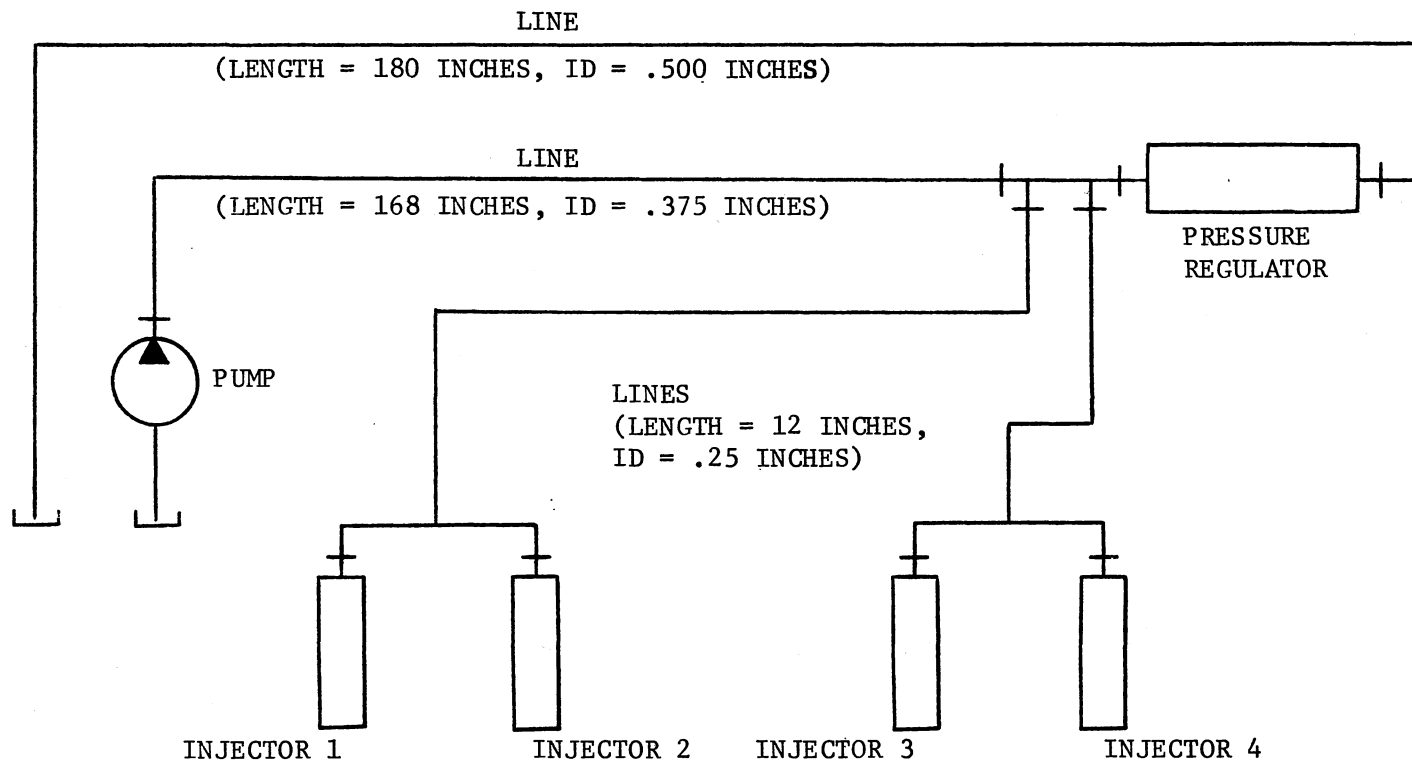 LINE
(LENGTH = 180 INCHES, ID = .500 INCHES)
LINE
(LENGTH = 168 INCHES, ID = .375 INCHES)
PRESSURE
REGULATOR
PUMP
LINES
(LENGTH = 12 INCHES,
ID = .25 INCHES)
INJECTOR 1
INJECTOR 2
INJECTOR 3
INJECTOR 4